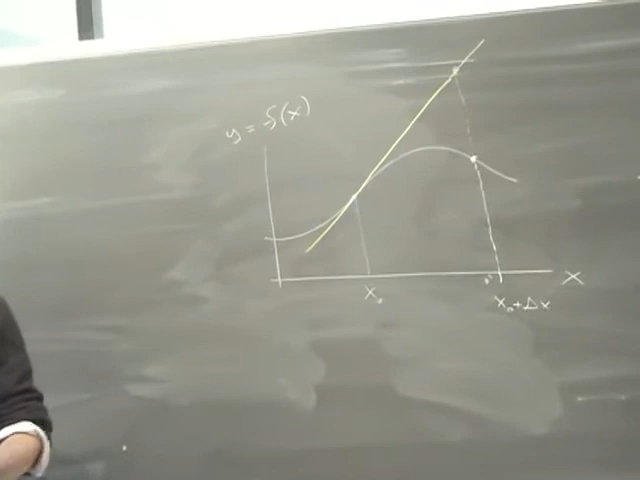 y = f(x)
x
x₀
x₀+Δx